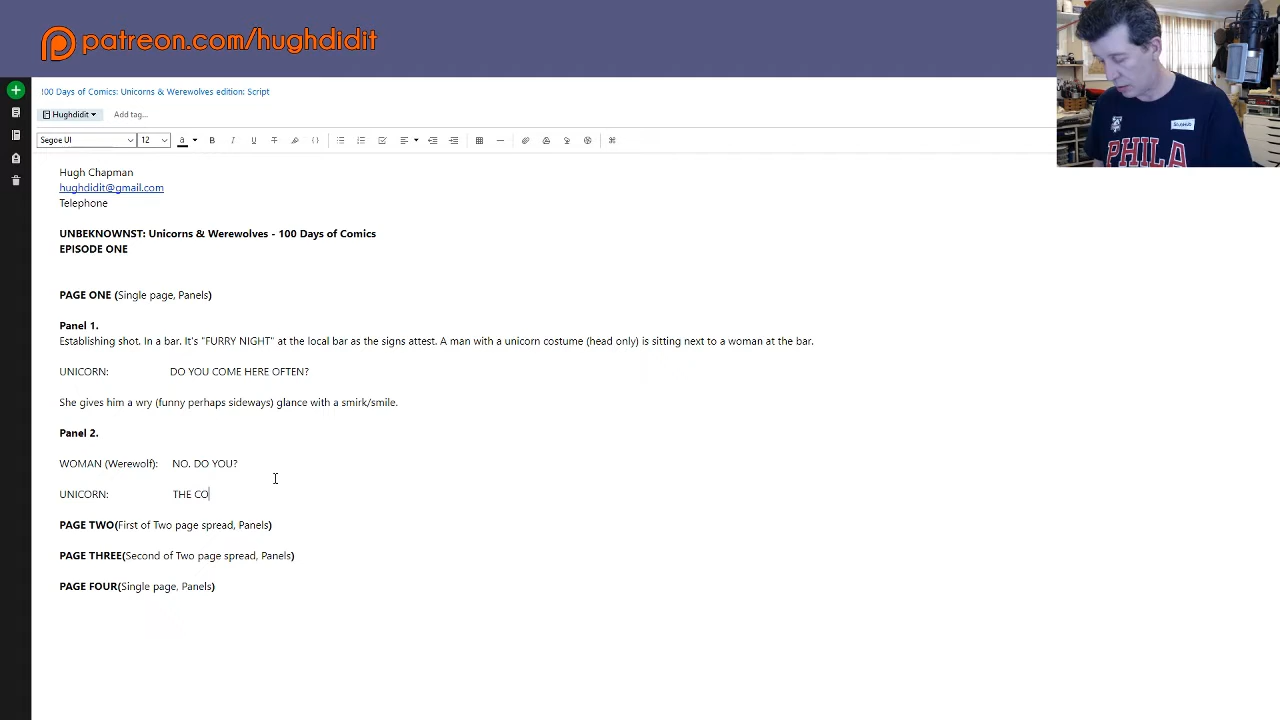 patreon.com/hughdidit
100 Days of Comics: Unicorns & Werewolves edition: Script
Hughdidit
Add tag...
Segoe UI
12
a
B
I
U
T
Hugh Chapman
hughdidit@gmail.com
Telephone
UNBEKNOWNST: Unicorns & Werewolves - 100 Days of Comics
EPISODE ONE
PAGE ONE (Single page, Panels)
Panel 1.
Establishing shot. In a bar. It's "FURRY NIGHT" at the local bar as the signs attest. A man with a unicorn costume (head only) is sitting next to a woman at the bar.
UNICORN: DO YOU COME HERE OFTEN?
She gives him a wry (funny perhaps sideways) glance with a smirk/smile.
Panel 2.
WOMAN (Werewolf): NO. DO YOU?
UNICORN: THE CO
PAGE TWO(First of Two page spread, Panels)
PAGE THREE(Second of Two page spread, Panels)
PAGE FOUR(Single page, Panels)
PHILA